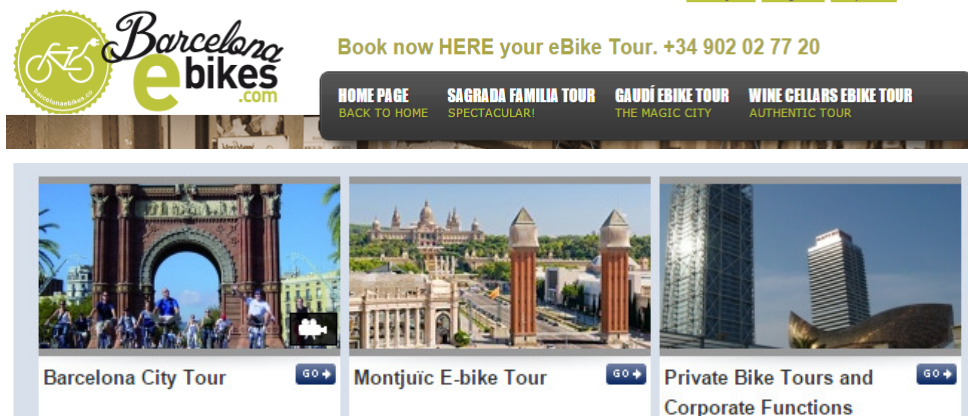 Barcelona
ebikes
.com
barcelonaebikes.co
Book now HERE your eBike Tour. +34 902 02 77 20
HOME PAGE
BACK TO HOME
SAGRADA FAMILIA TOUR
SPECTACULAR!
GAUDÍ EBIKE TOUR
THE MAGIC CITY
WINE CELLARS EBIKE TOUR
AUTHENTIC TOUR
Barcelona City Tour
GO
Montjuïc E-bike Tour
GO
Private Bike Tours and
Corporate Functions
GO